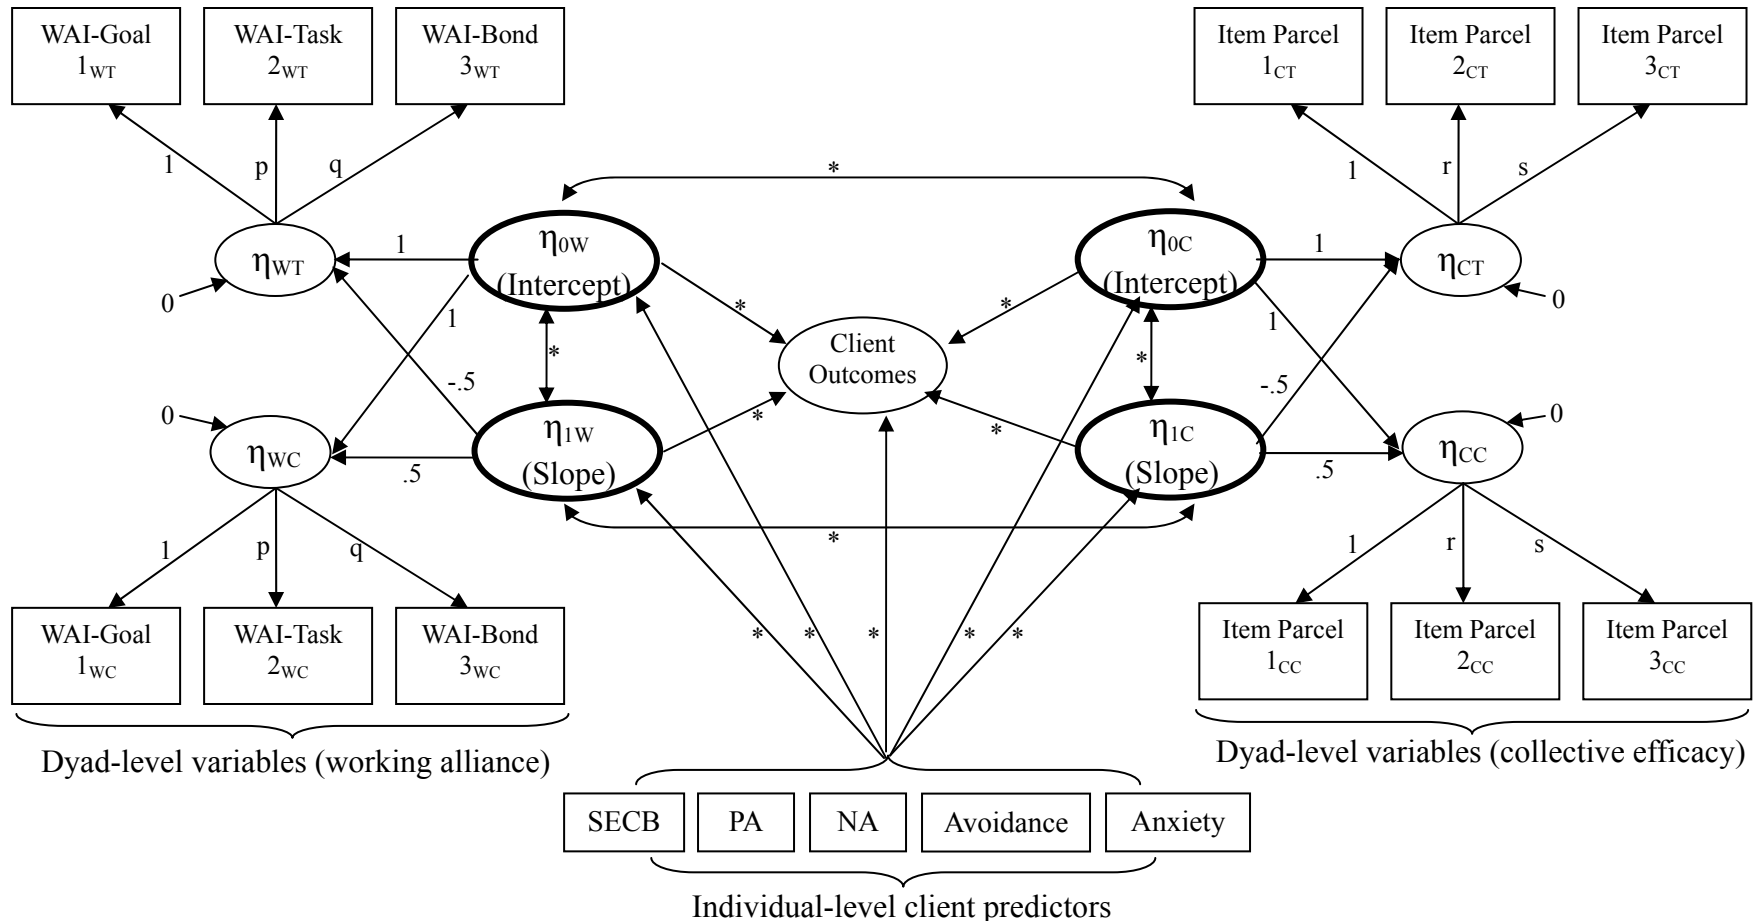 WAI-Goal
1WT
WAI-Task
2WT
WAI-Bond
3WT
Item Parcel
1CT
Item Parcel
2CT
Item Parcel
3CT
1
p
q
*
1
r
s
ηWT
1
η0W
(Intercept)
η0C
(Intercept)
1
ηCT
0
*
*
0
1
*
Client
Outcomes
*
1
-.5
-.5
0
0
ηWC
.5
η1W
(Slope)
*
*
η1C
(Slope)
.5
ηCC
*
1
p
q
1
r
s
WAI-Goal
1WC
WAI-Task
2WC
WAI-Bond
3WC
*
*
*
*
*
Item Parcel
1CC
Item Parcel
2CC
Item Parcel
3CC
Dyad-level variables (working alliance)
Dyad-level variables (collective efficacy)
SECB
PA
NA
Avoidance
Anxiety
Individual-level client predictors